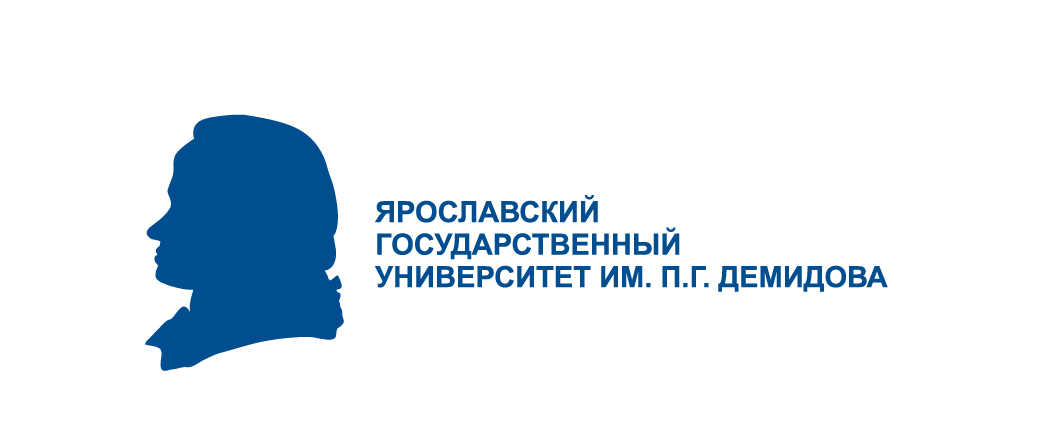 ЯРОСЛАВСКИЙ
ГОСУДАРСТВЕННЫЙ
УНИВЕРСИТЕТ ИМ. П.Г. ДЕМИДОВА